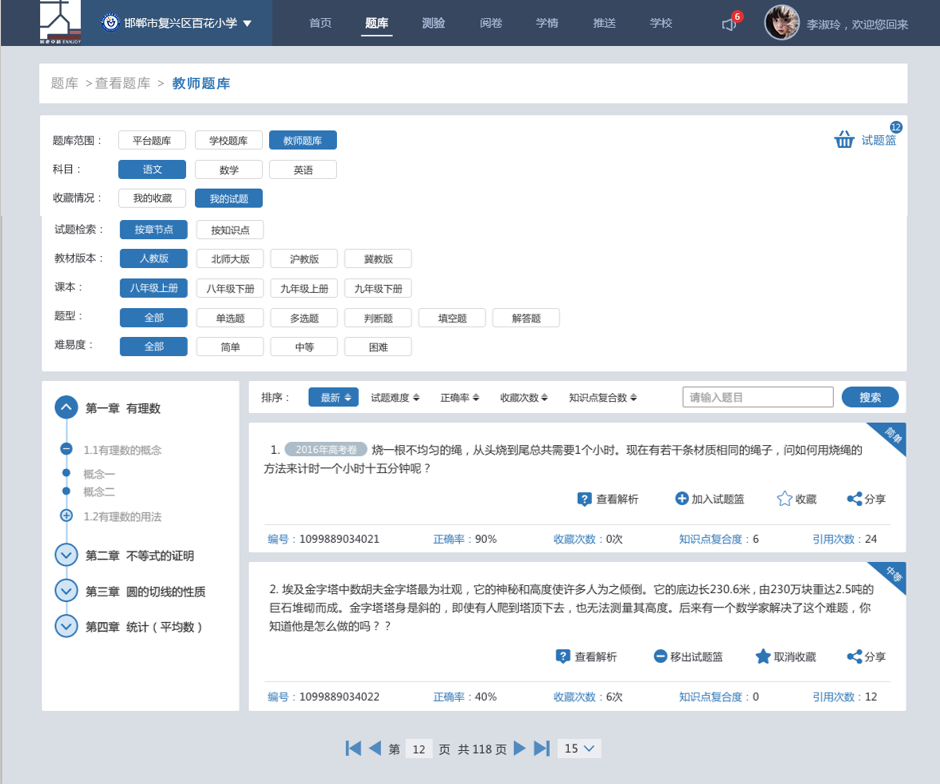 邯郸市复兴区百花小学 首页 题库 测验 阅卷 学情 推送 学校 6 李淑玲，欢迎您回来
题库 >查看题库 > 教师题库
题库范围： 平台题库 学校题库 教师题库 试题篮 12
科目： 语文 数学 英语
收藏情况： 我的收藏 我的试题
试题检索： 按章节点 按知识点
教材版本： 人教版 北师大版 沪教版 冀教版
课本： 八年级上册 八年级下册 九年级上册 九年级下册
题型： 全部 单选题 多选题 判断题 填空题 解答题
难易度： 全部 简单 中等 困难
第一章 有理数
1.1有理数的概念
概念一
概念二
1.2有理数的用法
第二章 不等式的证明
第三章 圆的切线的性质
第四章 统计（平均数）
排序： 最新 试题难度 正确率 收藏次数 知识点复合数 请输入题目 搜索
简单
1. 2016年高考卷 烧一根不均匀的绳，从头烧到尾总共需要1个小时。现在有若干条材质相同的绳子，问如何用烧绳的
方法来计时一个小时十五分钟呢？
查看解析 加入试题篮 收藏 分享
编号：1099889034021 正确率：90% 收藏次数：0次 知识点复合度：6 引用次数：24
中等
2. 埃及金字塔中数胡夫金字塔最为壮观，它的神秘和高度使许多人为之倾倒。它的底边长230.6米，由230万块重达2.5吨的
巨石堆砌而成。金字塔塔身是斜的，即使有人爬到塔顶下去，也无法测量其高度。后来有一个数学家解决了这个难题，你
知道他是怎么做的吗？？
查看解析 移出试题篮 取消收藏 分享
编号：1099889034022 正确率：40% 收藏次数：6次 知识点复合度：0 引用次数：12
第 12 页 共118页 15